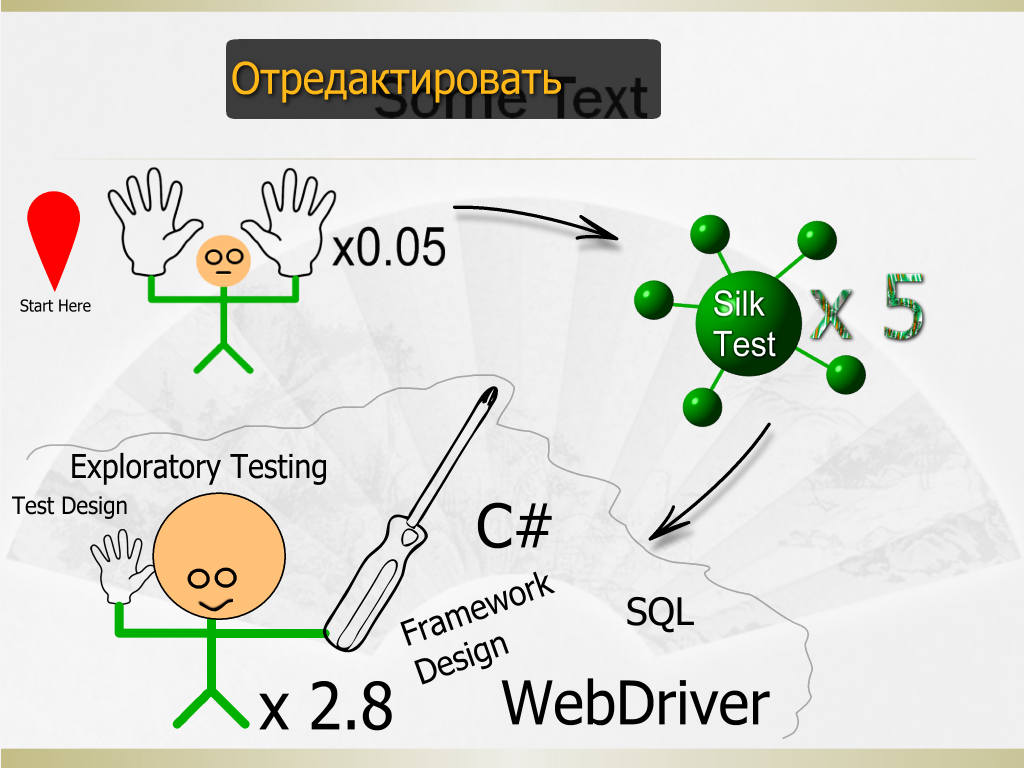 Отредактировать
Some Text
x0.05
Start Here
Silk
Test
x 5
Exploratory Testing
Test Design
C#
Framework
Design
SQL
x 2.8
WebDriver